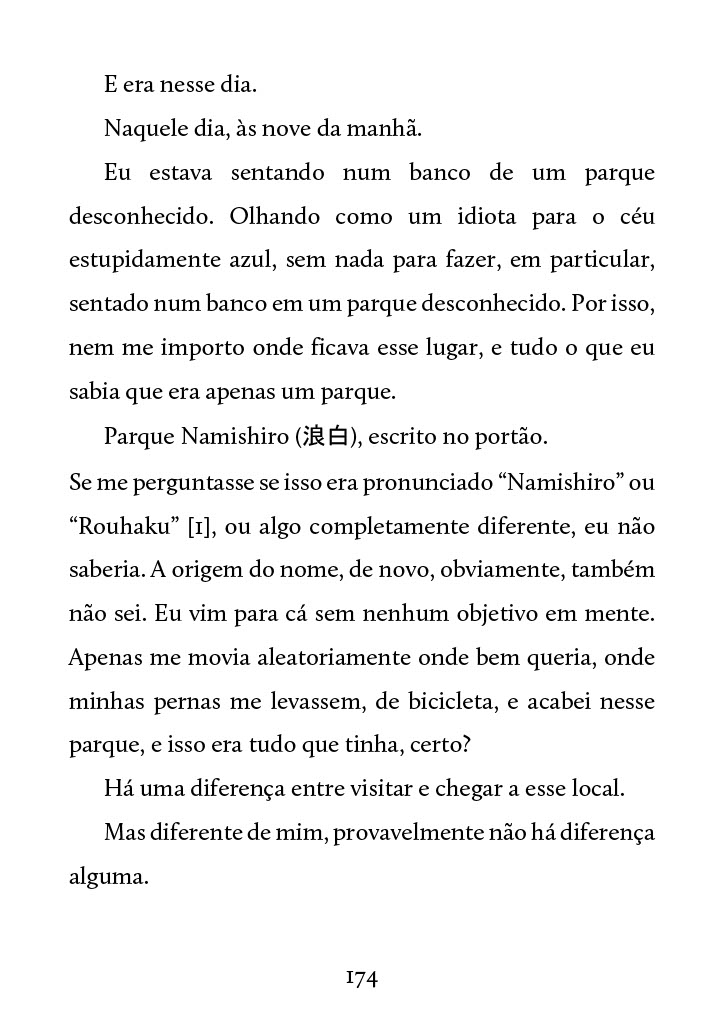 E era nesse dia.
Naquele dia, às nove da manhã.
Eu estava sentando num banco de um parque
desconhecido. Olhando como um idiota para o céu
estupidamente azul, sem nada para fazer, em particular,
sentado num banco em um parque desconhecido. Por isso,
nem me importo onde ficava esse lugar, e tudo o que eu
sabia que era apenas um parque.
Parque Namishiro (浪白), escrito no portão.
Se me perguntasse se isso era pronunciado “Namishiro” ou
“Rouhaku” [1], ou algo completamente diferente, eu não
saberia. A origem do nome, de novo, obviamente, também
não sei. Eu vim para cá sem nenhum objetivo em mente.
Apenas me movia aleatoriamente onde bem queria, onde
minhas pernas me levassem, de bicicleta, e acabei nesse
parque, e isso era tudo que tinha, certo?
Há uma diferença entre visitar e chegar a esse local.
Mas diferente de mim, provavelmente não há diferença
alguma.
174